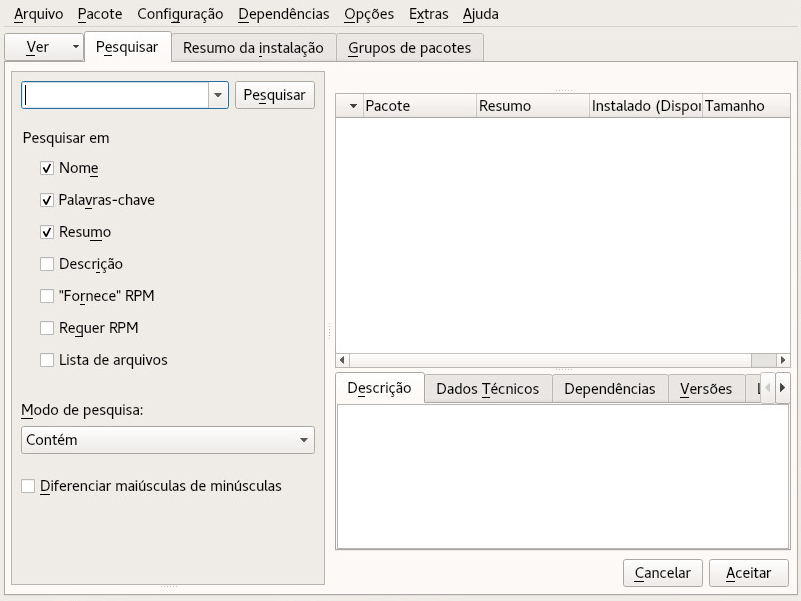 Arquivo Pacote Configuração Dependências Opções Extras Ajuda
Ver Pesquisar Resumo da instalação Grupos de pacotes
Pesquisar
Pesquisar em
Nome
Palavras-chave
Resumo
Descrição
"Fornece" RPM
Requer RPM
Lista de arquivos
Modo de pesquisa:
Contém
Diferenciar maiúsculas de minúsculas
Pacote Resumo Instalado (Dispor Tamanho
Descrição Dados Técnicos Dependências Versões
Cancelar Aceitar